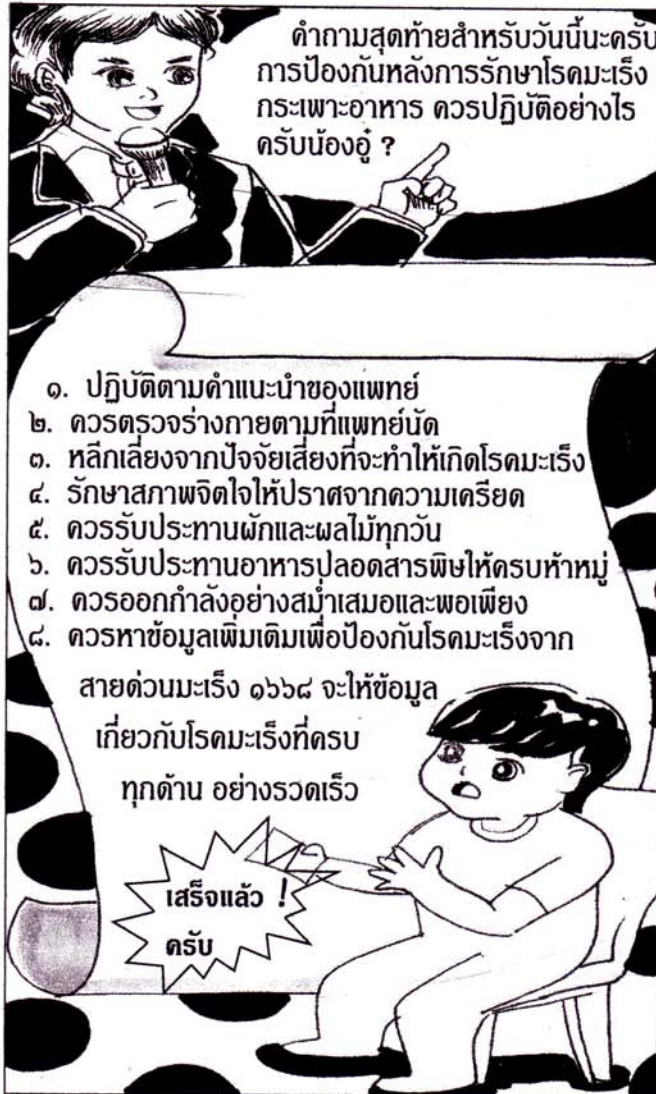 คำถามสุดท้ายสำหรับวันนี้นะครับ
การป้องกันหลังการรักษาโรคมะเร็ง
กระเพาะอาหาร ควรปฏิบัติอย่างไร
ครับน้องอู๋ ?
๑. ปฏิบัติตามคำแนะนำของแพทย์
๒. ควรตรวจร่างกายตามที่แพทย์นัด
๓. หลีกเลี่ยงจากปัจจัยเสี่ยงที่จะทำให้เกิดโรคมะเร็ง
๔. รักษาสภาพจิตใจให้ปราศจากความเครียด
๕. ควรรับประทานผักและผลไม้ทุกวัน
๖. ควรรับประทานอาหารปลอดสารพิษให้ครบห้าหมู่
๗. ควรออกกำลังอย่างสม่ำเสมอและพอเพียง
๘. ควรหาข้อมูลเพิ่มเติมเพื่อป้องกันโรคมะเร็งจาก
สายด่วนมะเร็ง ๑๖๖๘ จะให้ข้อมูล
เกี่ยวกับโรคมะเร็งที่ครบ
ทุกด้าน อย่างรวดเร็ว
เสร็จแล้ว !
ครับ